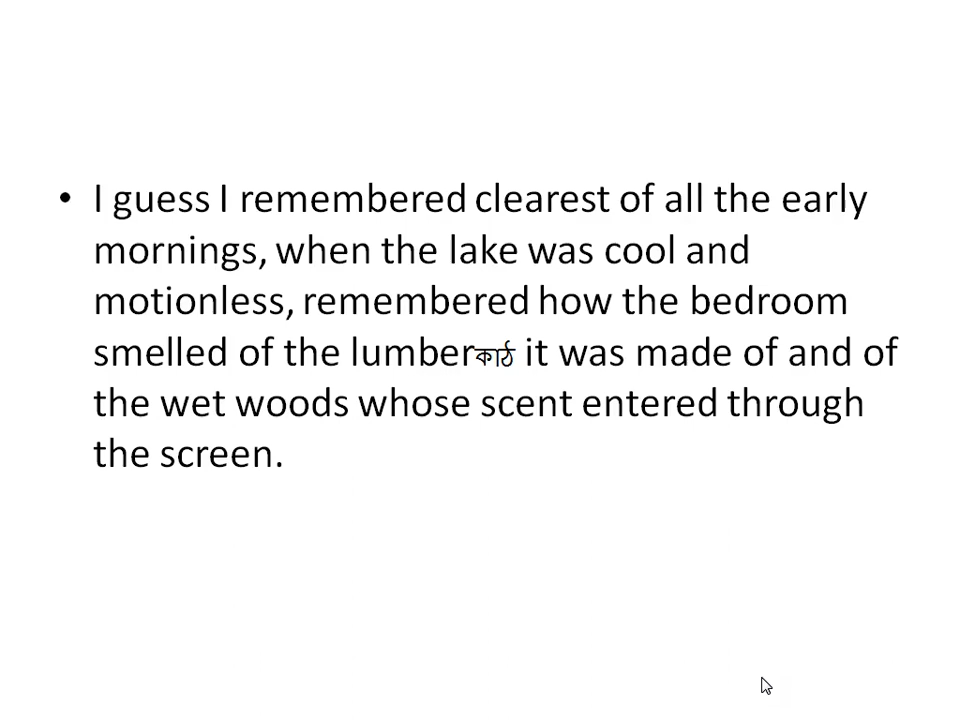 • I guess I remembered clearest of all the early
mornings, when the lake was cool and
motionless, remembered how the bedroom
smelled of the lumberকাঠ it was made of and of
the wet woods whose scent entered through
the screen.